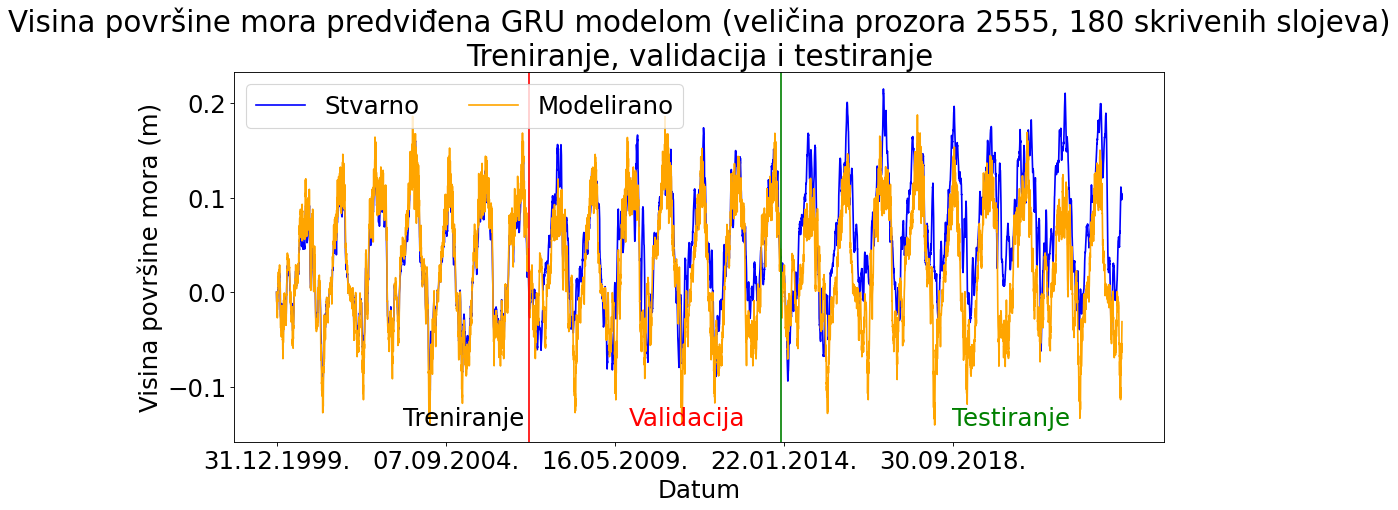 Visina površine mora predviđena GRU modelom (veličina prozora 2555, 180 skrivenih slojeva)
Treniranje, validacija i testiranje
Stvarno
Modelirano
Visina površine mora (m)
0.2
0.1
0.0
−0.1
Treniranje
Validacija
Testiranje
31.12.1999.
07.09.2004.
16.05.2009.
22.01.2014.
30.09.2018.
Datum